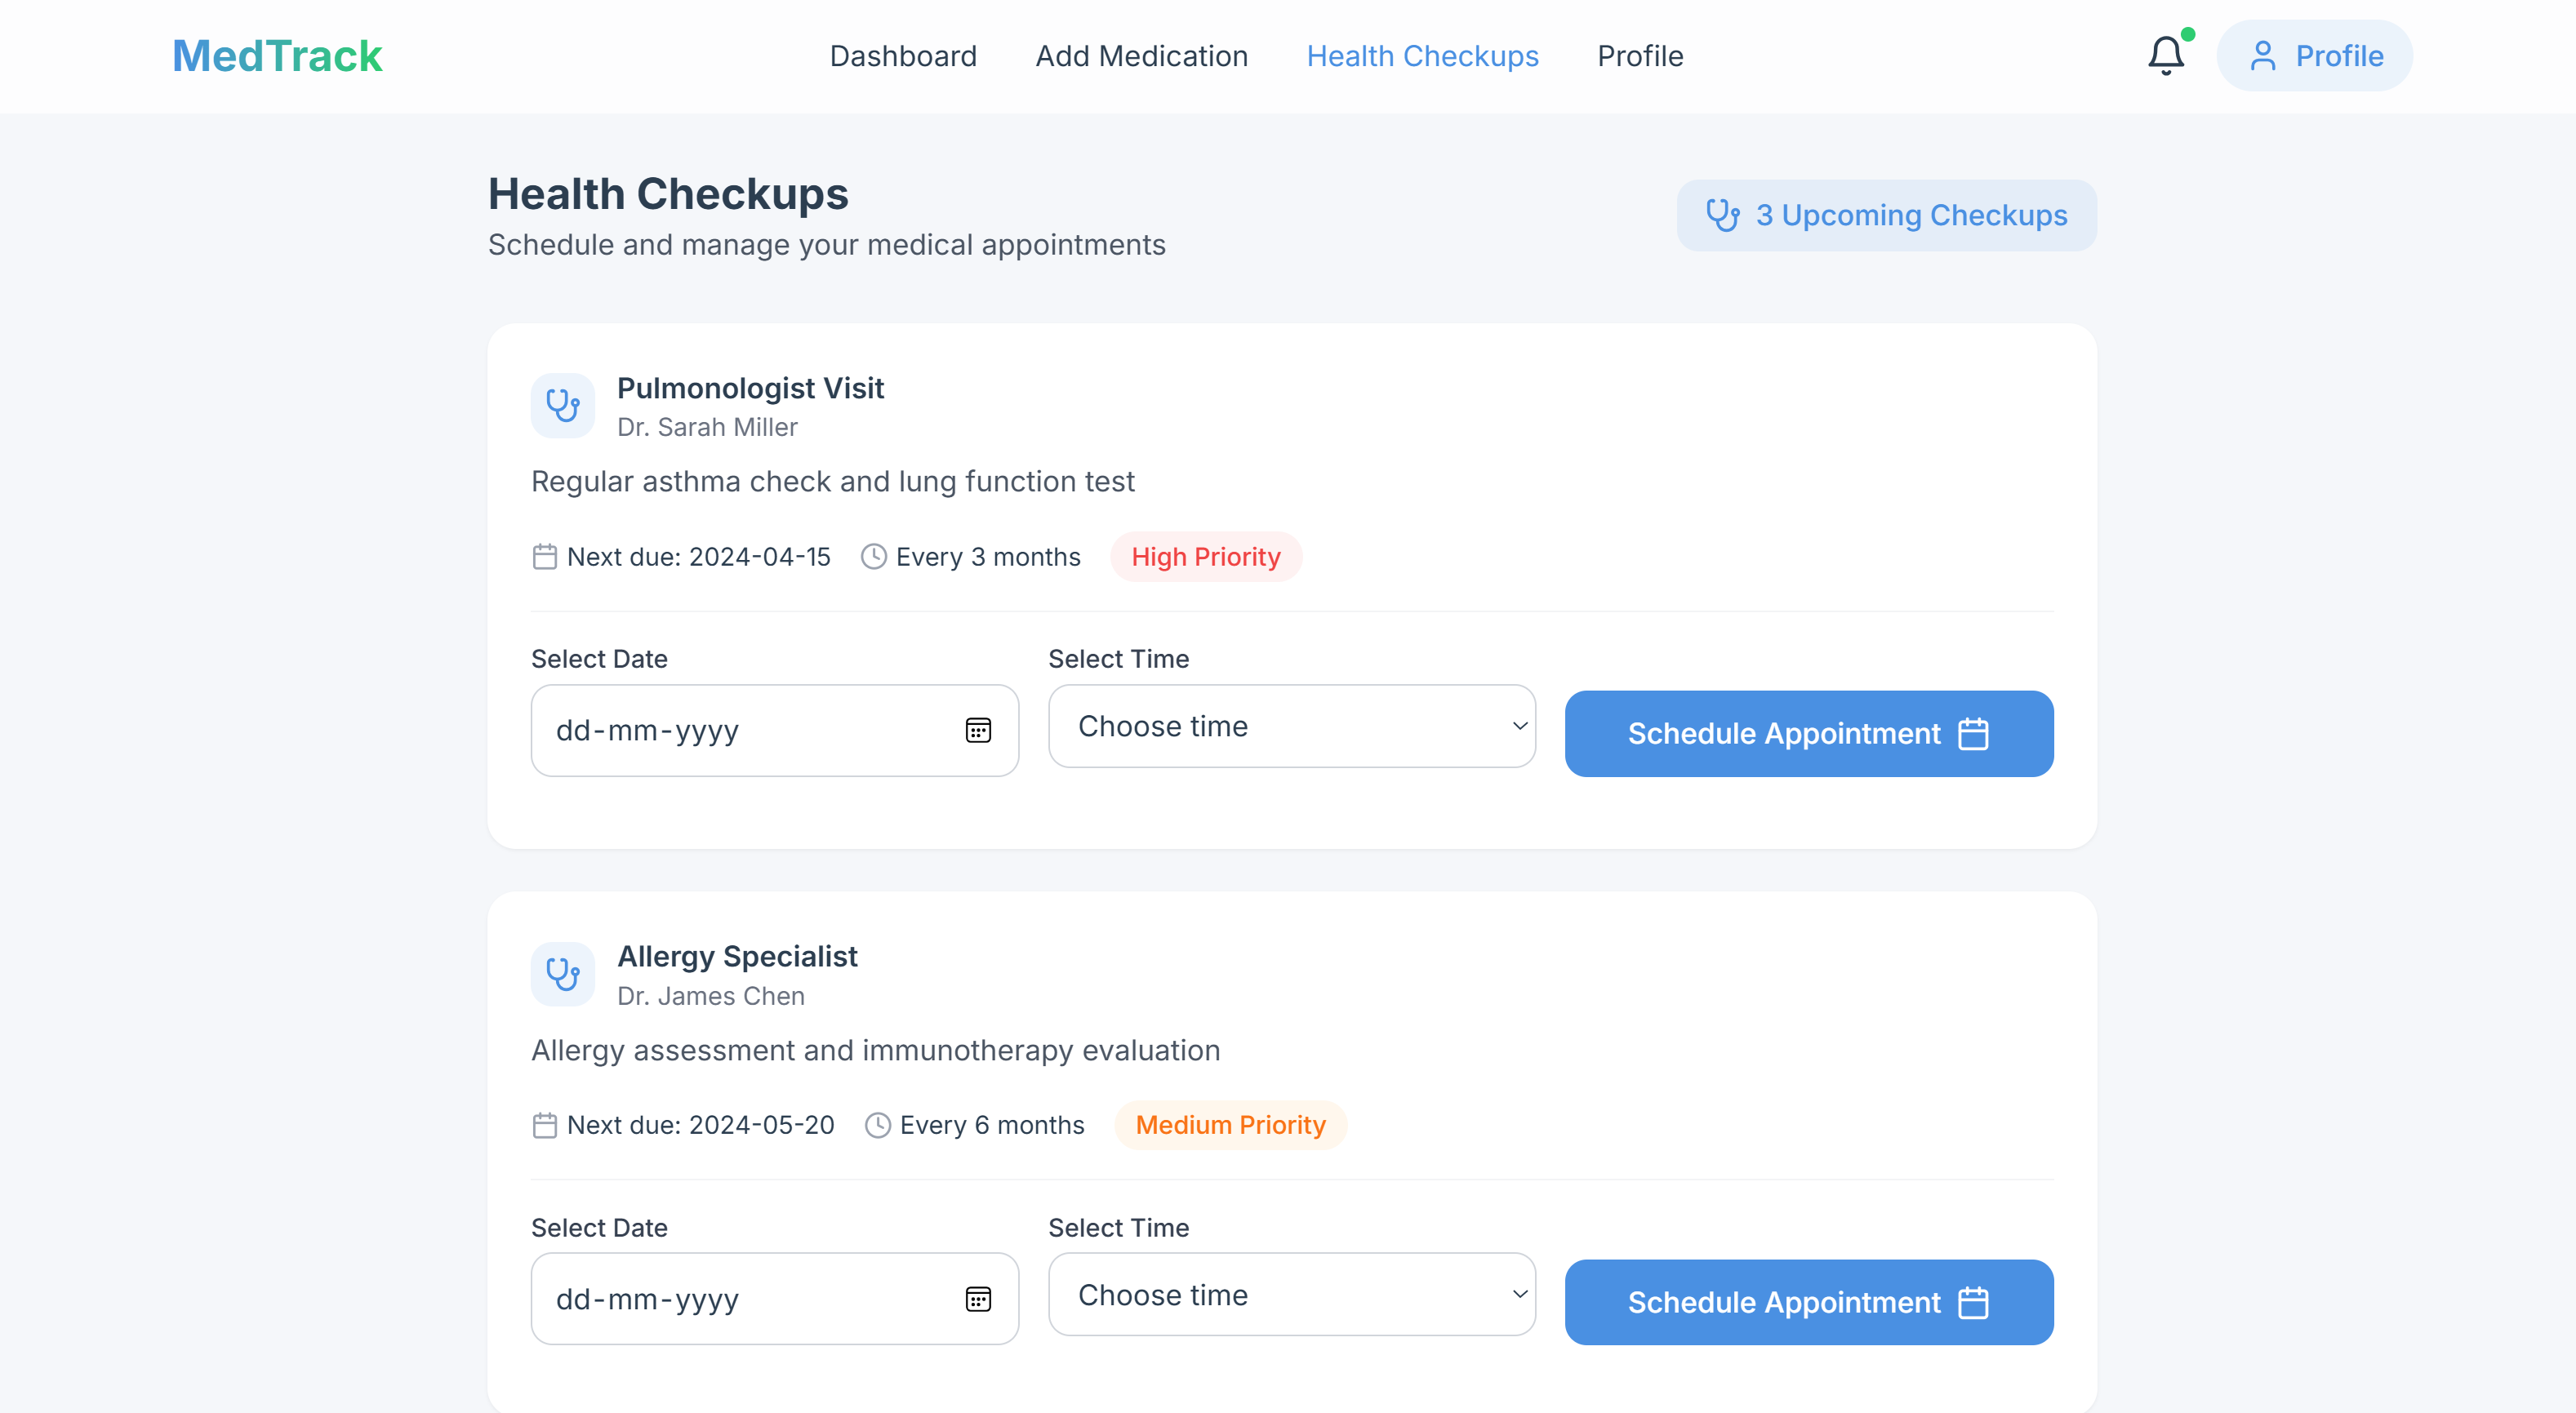 MedTrack
Dashboard Add Medication Health Checkups Profile
Profile
Health Checkups
Schedule and manage your medical appointments
3 Upcoming Checkups
Pulmonologist Visit
Dr. Sarah Miller
Regular asthma check and lung function test
Next due: 2024-04-15 Every 3 months High Priority
Select Date Select Time
dd-mm-yyyy Choose time Schedule Appointment
Allergy Specialist
Dr. James Chen
Allergy assessment and immunotherapy evaluation
Next due: 2024-05-20 Every 6 months Medium Priority
Select Date Select Time
dd-mm-yyyy Choose time Schedule Appointment